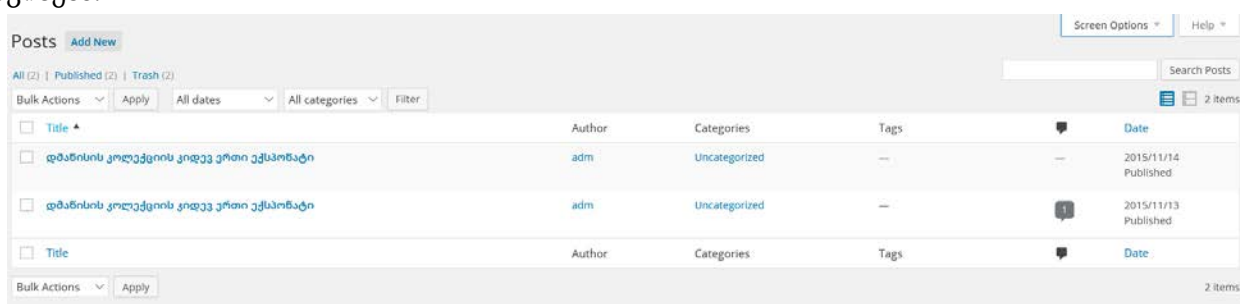 Screen Options Help
Posts Add New
All (2) | Published (2) | Trash (2)
Search Posts
Bulk Actions Apply All dates All categories Filter 2 items
Title Author Categories Tags Date
დმანისის კოლექციის კიდევ ერთი ექსპონატი adm Uncategorized — — 2015/11/14
Published
დმანისის კოლექციის კიდევ ერთი ექსპონატი adm Uncategorized — 1 2015/11/13
Published
Title Author Categories Tags Date
Bulk Actions Apply 2 items